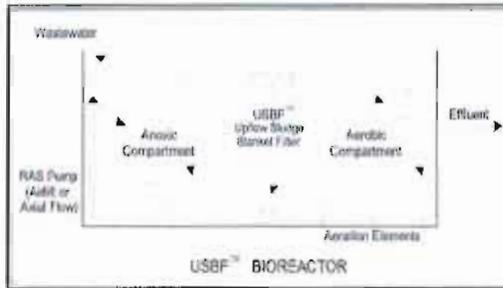 Wastewater
USBF™
Upflow Sludge
Blanket Filter
Effluent
Anoxic
Compartment
Aerobic
Compartment
RAS Pump
(Airlift or
Axial Flow)
Aeration Elements
USBF™ BIOREACTOR